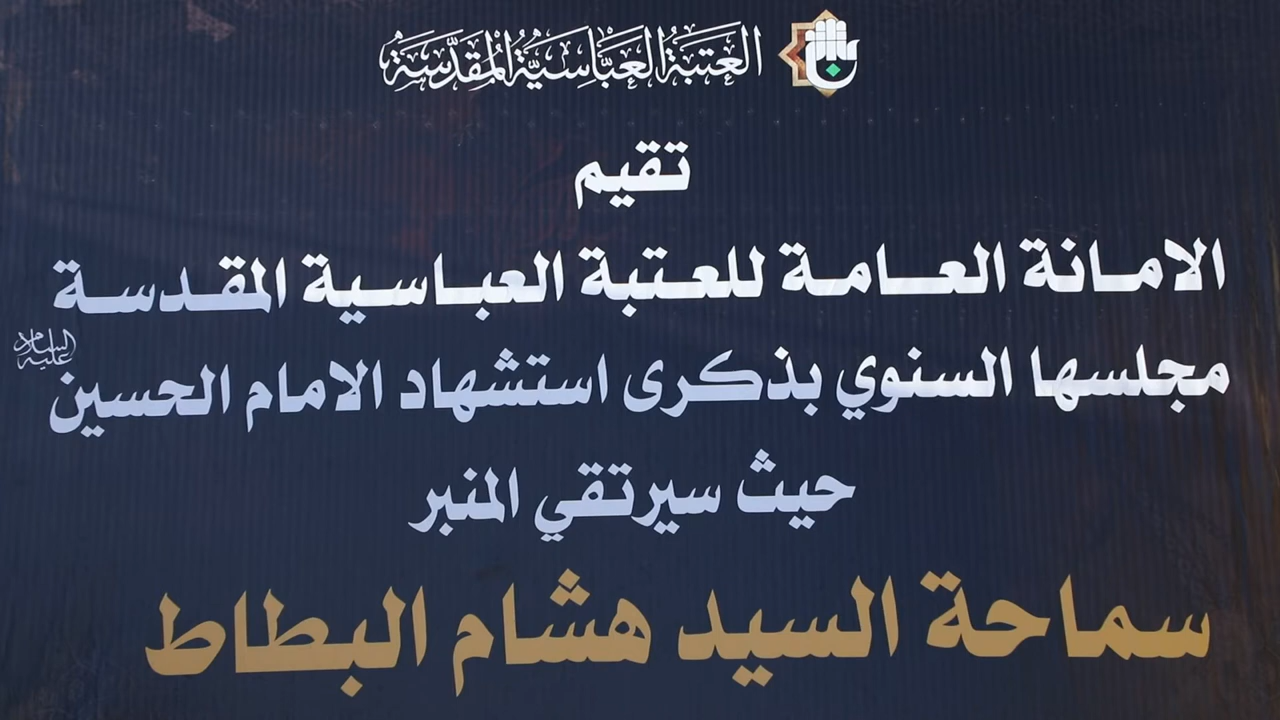 العتبة العباسية المقدسة
تقيم
الامانة العامة للعتبة العباسية المقدسة
مجلسها السنوي بذكرى استشهاد الامام الحسين عليه السلام
حيث سيرتقي المنبر
سماحة السيد هشام البطاط